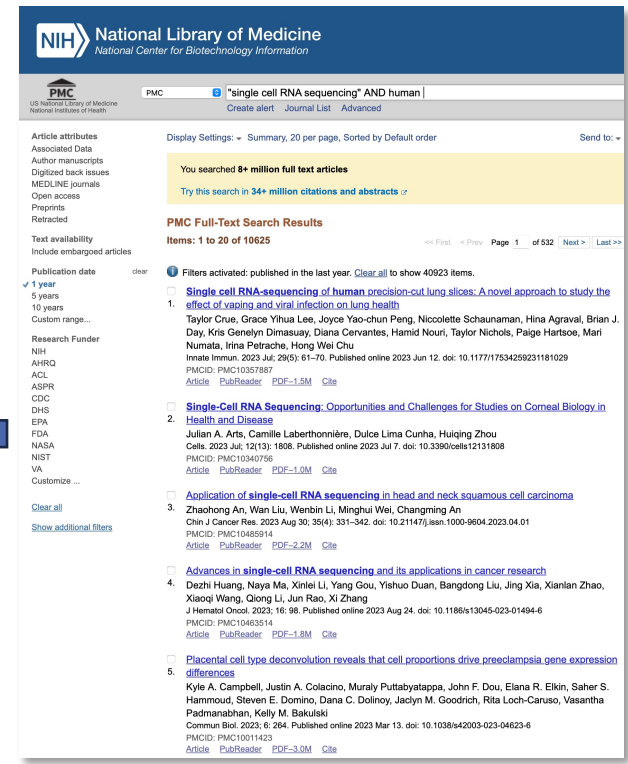 NIH
National Library of Medicine
National Center for Biotechnology Information
PMC
US National Library of Medicine
National Institutes of Health
PMC
"single cell RNA sequencing" AND human
Create alert Journal List Advanced
Article attributes
Associated Data
Author manuscripts
Digitized back issues
MEDLINE journals
Open access
Preprints
Retracted
Text availability
Include embargoed articles
Publication date clear
✓ 1 year
5 years
10 years
Custom range...
Research Funder
NIH
AHRQ
ACL
ASPR
CDC
DHS
EPA
FDA
NASA
NIST
VA
Customize ...
Clear all
Show additional filters
Display Settings: Summary, 20 per page, Sorted by Default order Send to:
You searched 8+ million full text articles
Try this search in 34+ million citations and abstracts
PMC Full-Text Search Results
Items: 1 to 20 of 10625 << First < Prev Page 1 of 532 Next > Last >>
Filters activated: published in the last year. Clear all to show 40923 items.
Single cell RNA-sequencing of human precision-cut lung slices: A novel approach to study the
1. effect of vaping and viral infection on lung health
Taylor Crue, Grace Yihua Lee, Joyce Yao-chun Peng, Niccolette Schaunaman, Hina Agraval, Brian J.
Day, Kris Genelyn Dimasuay, Diana Cervantes, Hamid Nouri, Taylor Nichols, Paige Hartsoe, Mari
Numata, Irina Petrache, Hong Wei Chu
Innate Immun. 2023 Jul; 29(5): 61–70. Published online 2023 Jun 12. doi: 10.1177/17534259231181029
PMCID: PMC10357887
Article PubReader PDF–1.5M Cite
Single-Cell RNA Sequencing: Opportunities and Challenges for Studies on Corneal Biology in
2. Health and Disease
Julian A. Arts, Camille Laberthonnière, Dulce Lima Cunha, Huiqing Zhou
Cells. 2023 Jul; 12(13): 1808. Published online 2023 Jul 7. doi: 10.3390/cells12131808
PMCID: PMC10340756
Article PubReader PDF–1.0M Cite
Application of single-cell RNA sequencing in head and neck squamous cell carcinoma
3. Zhaohong An, Wan Liu, Wenbin Li, Minghui Wei, Changming An
Chin J Cancer Res. 2023 Aug 30; 35(4): 331–342. doi: 10.21147/j.issn.1000-9604.2023.04.01
PMCID: PMC10485914
Article PubReader PDF–2.2M Cite
Advances in single-cell RNA sequencing and its applications in cancer research
4. Dezhi Huang, Naya Ma, Xinlei Li, Yang Gou, Yishuo Duan, Bangdong Liu, Jing Xia, Xianlan Zhao,
Xiaoqi Wang, Qiong Li, Jun Rao, Xi Zhang
J Hematol Oncol. 2023; 16: 98. Published online 2023 Aug 24. doi: 10.1186/s13045-023-01494-6
PMCID: PMC10463514
Article PubReader PDF–1.8M Cite
Placental cell type deconvolution reveals that cell proportions drive preeclampsia gene expression
5. differences
Kyle A. Campbell, Justin A. Colacino, Muraly Puttabyatappa, John F. Dou, Elana R. Elkin, Saher S.
Hammoud, Steven E. Domino, Dana C. Dolinoy, Jaclyn M. Goodrich, Rita Loch-Caruso, Vasantha
Padmanabhan, Kelly M. Bakulski
Commun Biol. 2023; 6: 264. Published online 2023 Mar 13. doi: 10.1038/s42003-023-04623-6
PMCID: PMC10011423
Article PubReader PDF–3.0M Cite